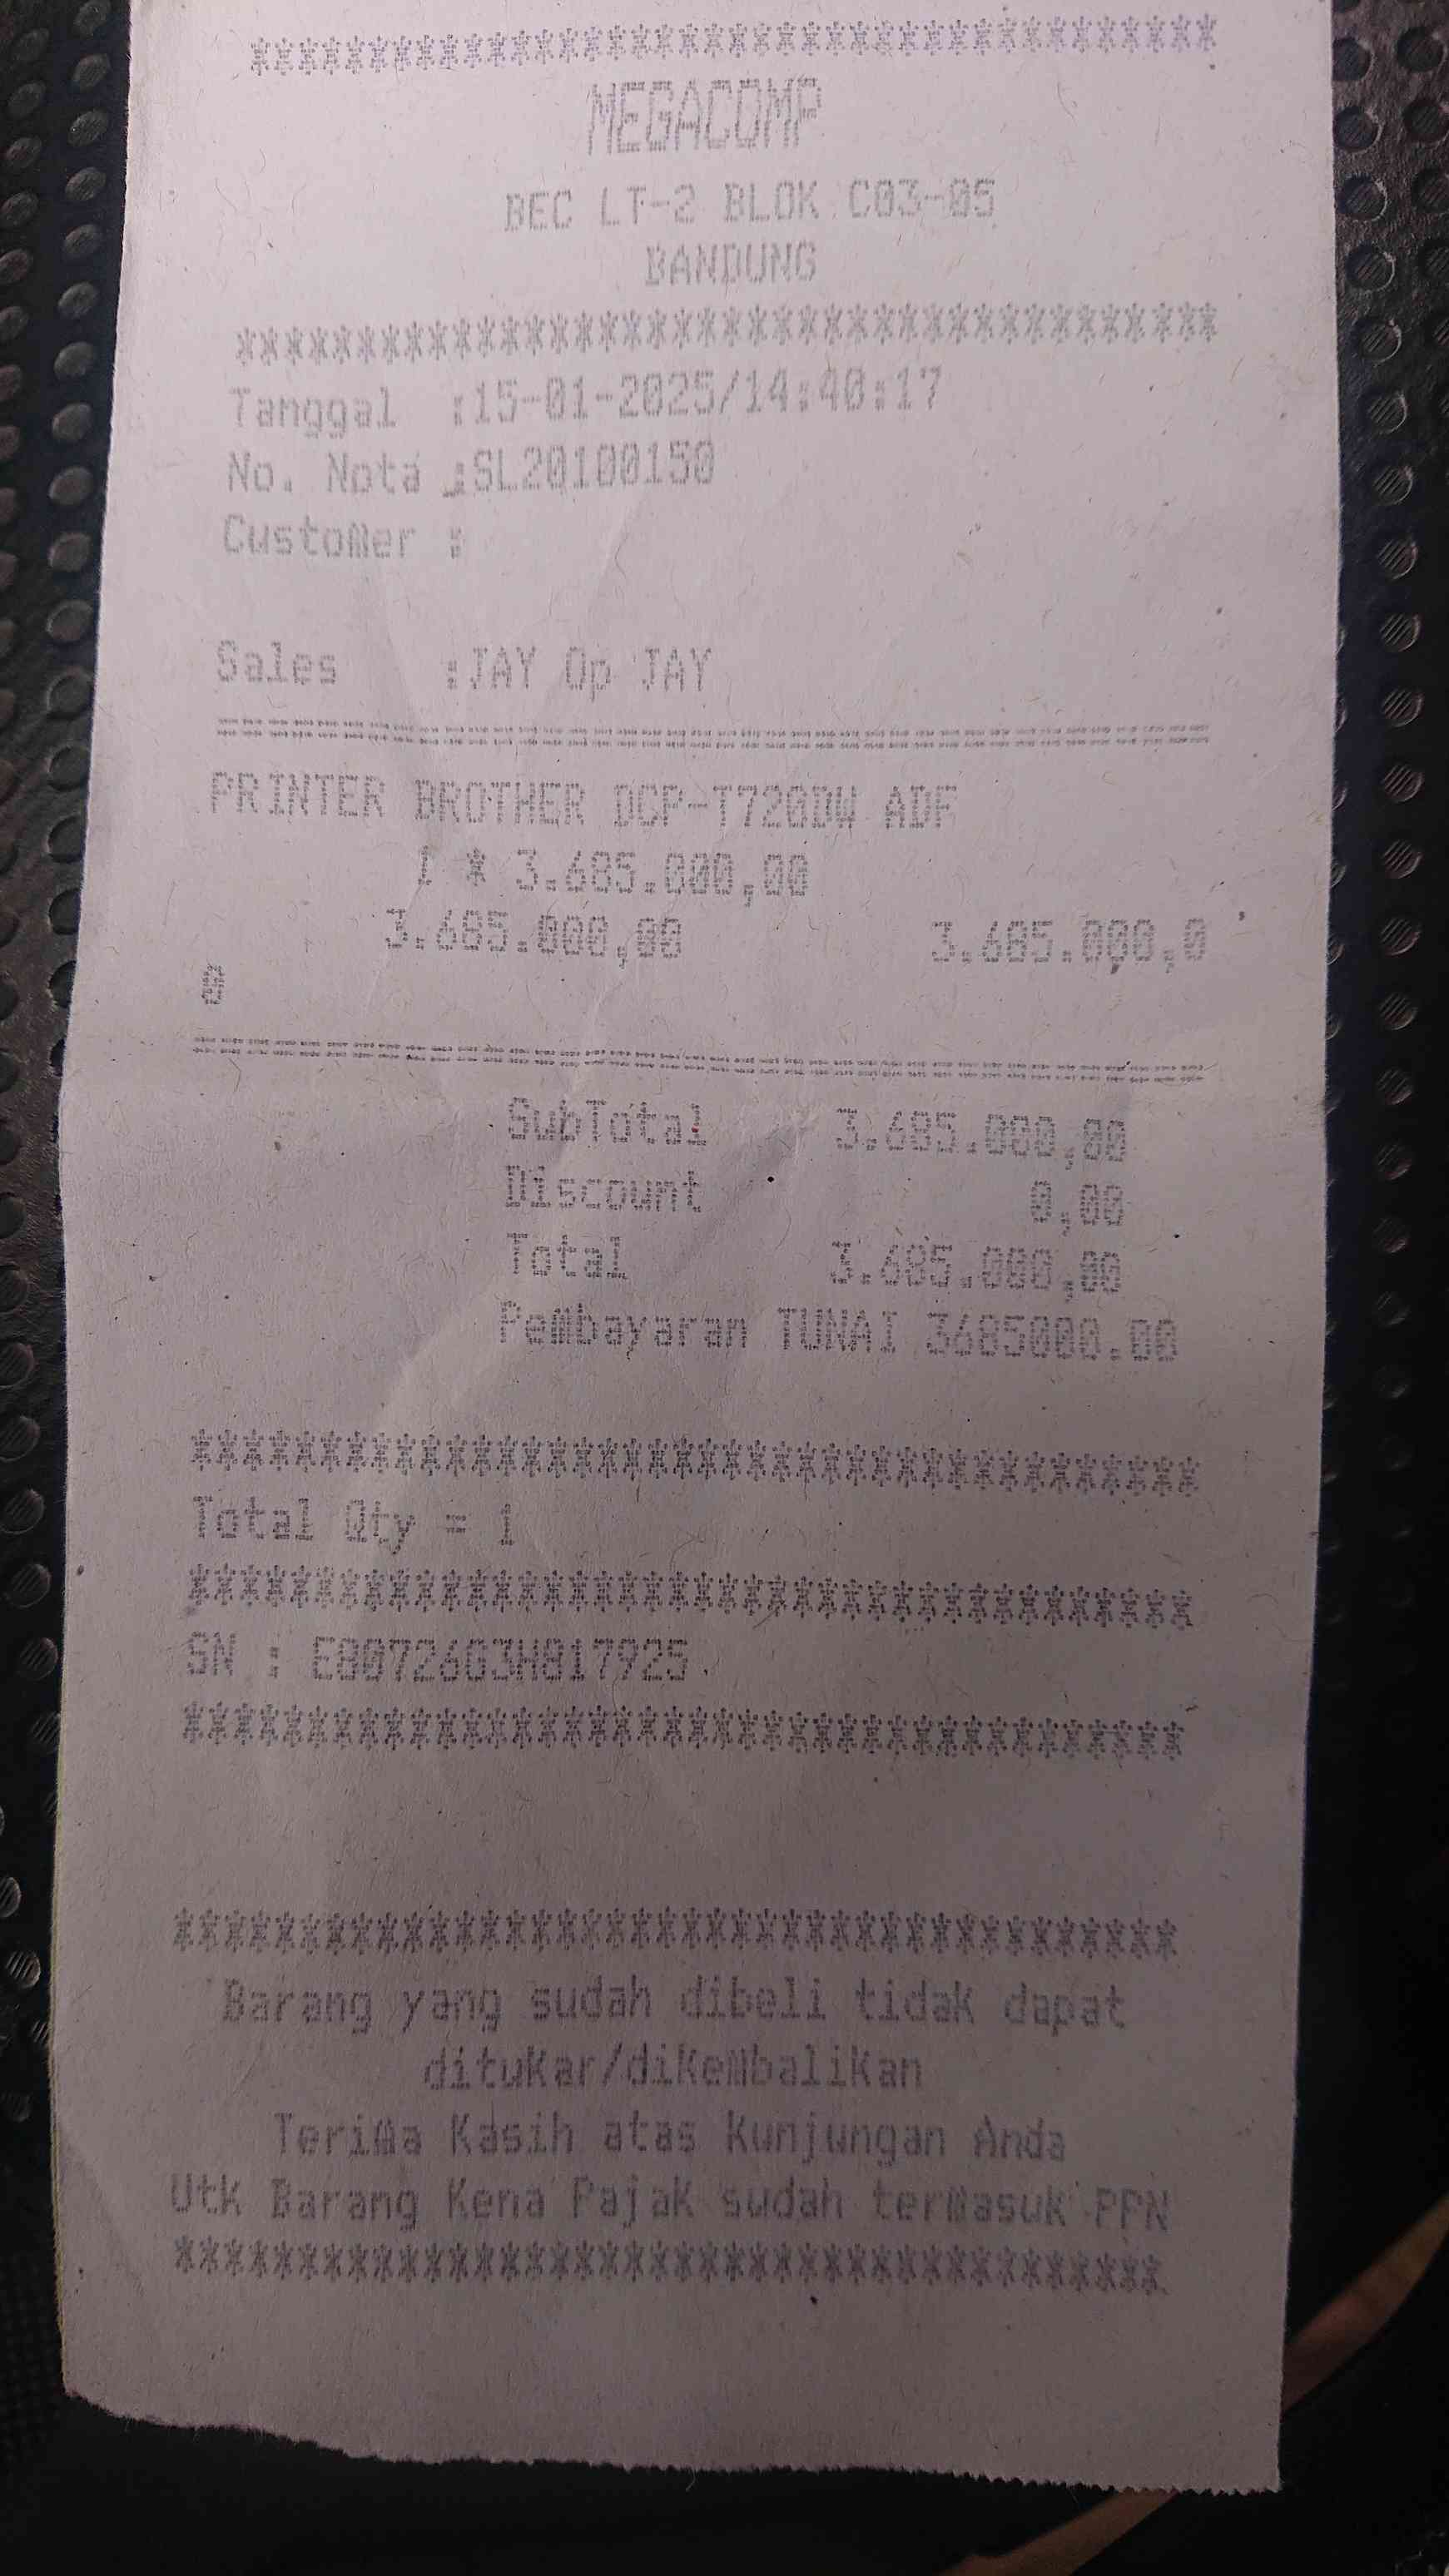 ****************************************
MEGACOMP
BEC LT-2 BLOK C03-05
BANDUNG
****************************************
Tanggal :15-01-2025/14:40:17
No. Nota :SL20100150
Customer :
Sales :JAY Op JAY
========================================
PRINTER BROTHER DCP-T720DW ADF
1 * 3.685.000,00
3.685.000,00 3.685.000,0
0
========================================
SubTotal 3.685.000,00
Discount 0,00
Total 3.685.000,00
Pembayaran TUNAI 3685000.00
****************************************
Total Qty = 1
****************************************
SN : E80726G3H817925
****************************************
****************************************
Barang yang sudah dibeli tidak dapat
ditukar/dikembalikan
Terima Kasih atas Kunjungan Anda
Utk Barang Kena Pajak sudah termasuk PPN
****************************************